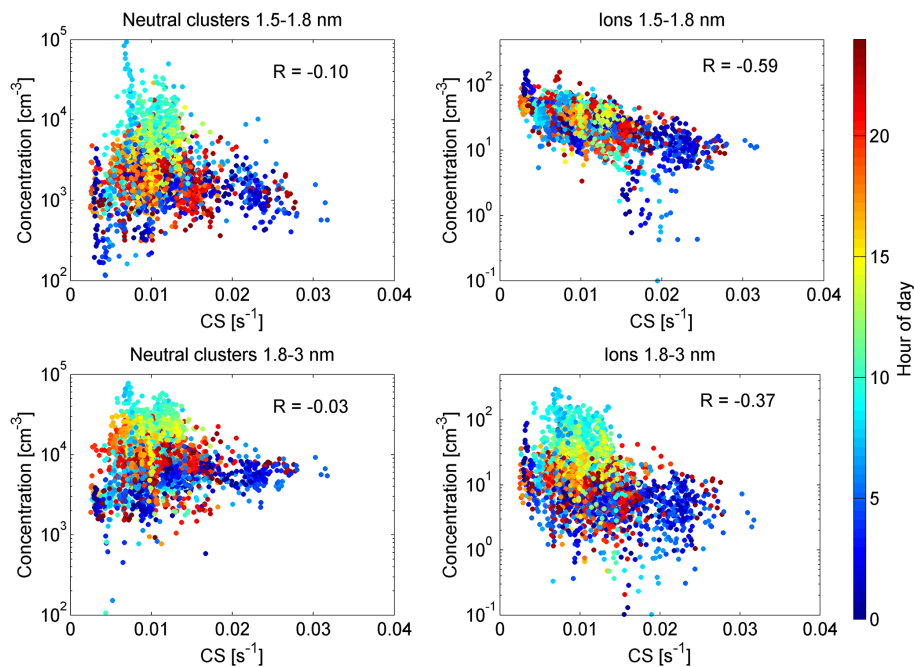 Neutral clusters 1.5-1.8 nm
10^5
10^4
10^3
10^2
Concentration [cm^-3]
R = -0.10
0 0.01 0.02 0.03 0.04
CS [s^-1]
Ions 1.5-1.8 nm
10^2
10^1
10^0
10^-1
Concentration [cm^-3]
R = -0.59
0 0.01 0.02 0.03 0.04
CS [s^-1]
Neutral clusters 1.8-3 nm
10^5
10^4
10^3
10^2
Concentration [cm^-3]
R = -0.03
0 0.01 0.02 0.03 0.04
CS [s^-1]
Ions 1.8-3 nm
10^2
10^1
10^0
10^-1
Concentration [cm^-3]
R = -0.37
0 0.01 0.02 0.03 0.04
CS [s^-1]
20
15
10
5
0
Hour of day